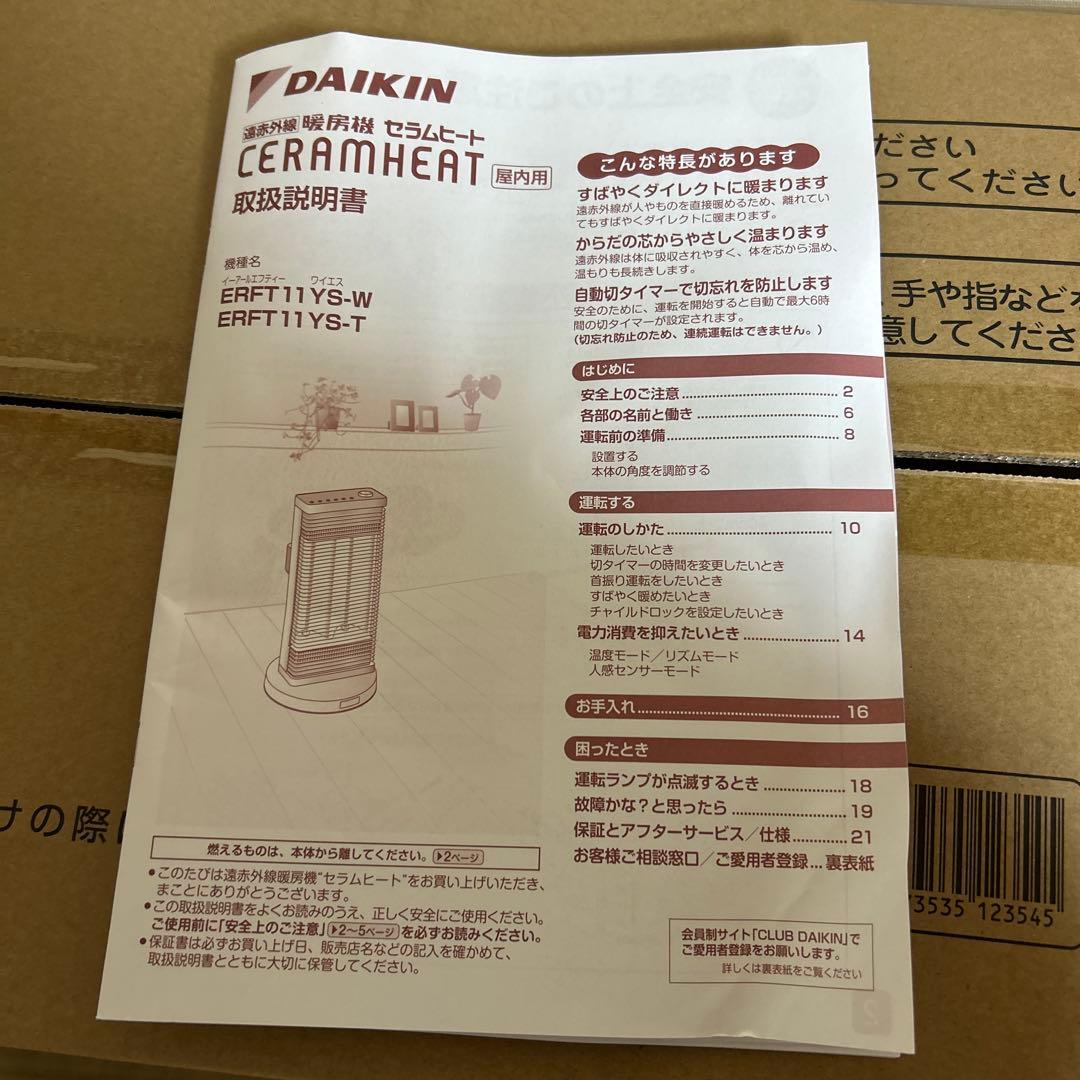 DAIKIN
遠赤外線 暖房機 セラムヒート
CERAMHEAT 屋内用
取扱説明書
機種名
イーアールエフティー ワイエス
ERFT11YS-W
ERFT11YS-T
燃えるものは、本体から離してください。 ▶2ページ
●このたびは遠赤外線暖房機“セラムヒート”をお買い上げいただき、
まことにありがとうございます。
●この取扱説明書をよくお読みのうえ、正しく安全にご使用ください。
ご使用前に「安全上のご注意」▶2〜5ページを必ずお読みください。
●保証書は必ずお買い上げ日、販売店名などの記入を確かめて、
取扱説明書とともに大切に保管してください。
こんな特長があります
すばやくダイレクトに暖まります
遠赤外線が人やものを直接暖めるため、離れてい
てもすばやくダイレクトに暖まります。
からだの芯からやさしく温まります
遠赤外線は体に吸収されやすく、体を芯から温め、
温もりも長続きします。
自動切タイマーで切忘れを防止します
安全のために、運転を開始すると自動で最大6時
間の切タイマーが設定されます。
(切忘れ防止のため、連続運転はできません。)
はじめに
安全上のご注意 2
各部の名前と働き 6
運転前の準備 8
設置する
本体の角度を調節する
運転する
運転のしかた 10
運転したいとき
切タイマーの時間を変更したいとき
首振り運転をしたいとき
すばやく暖めたいとき
チャイルドロックを設定したいとき
電力消費を抑えたいとき 14
温度モード／リズムモード
人感センサーモード
お手入れ 16
困ったとき
運転ランプが点滅するとき 18
故障かな？と思ったら 19
保証とアフターサービス／仕様 21
お客様ご相談窓口／ご愛用者登録... 裏表紙
会員制サイト「CLUB DAIKIN」で
ご愛用者登録をお願いします。
詳しくは裏表紙をご覧ください
ださい
ってください
、手や指など
意してくださ
けの際
3535 123545